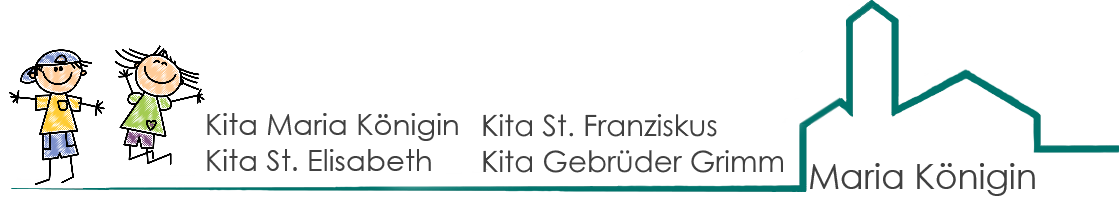 Kita Maria Königin
Kita St. Elisabeth
Kita St. Franziskus
Kita Gebrüder Grimm
Maria Königin